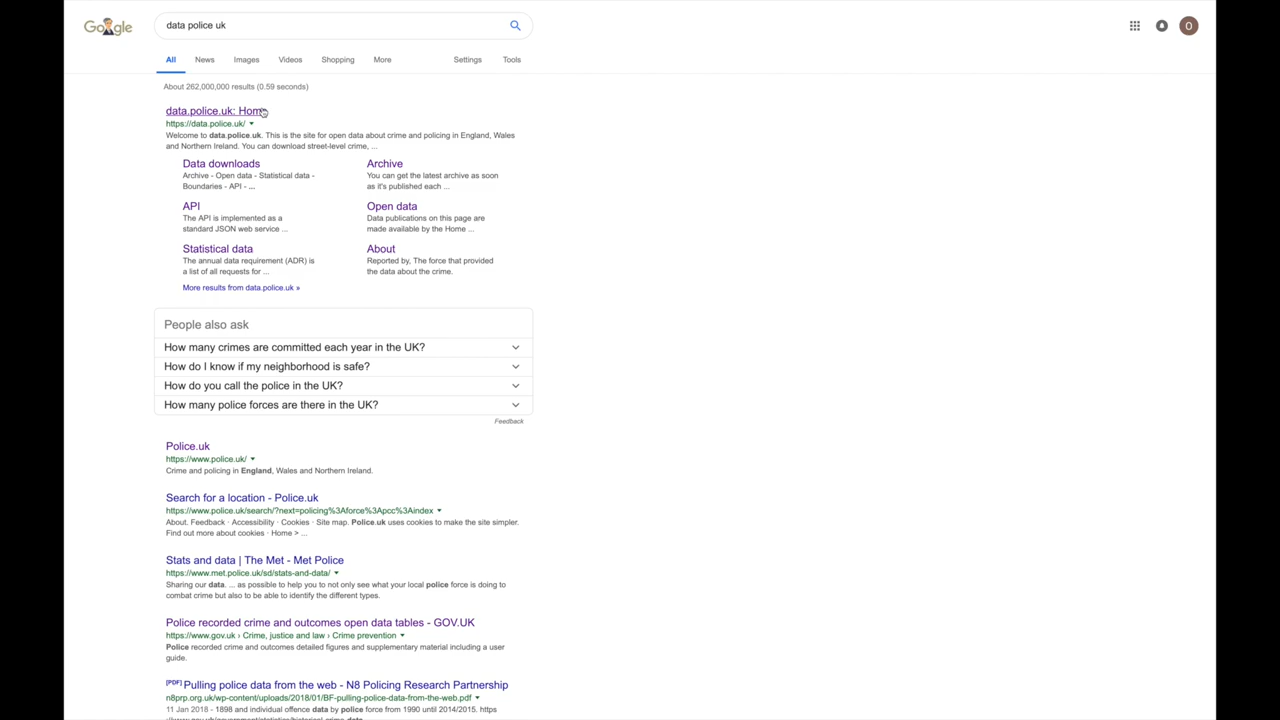 Google
data police uk
O
All News Images Videos Shopping More Settings Tools
About 262,000,000 results (0.59 seconds)
data.police.uk: Home
https://data.police.uk/
Welcome to data.police.uk. This is the site for open data about crime and policing in England, Wales
and Northern Ireland. You can download street-level crime, ...
Data downloads
Archive - Open data - Statistical data -
Boundaries - API - ...
Archive
You can get the latest archive as soon
as it's published each ...
API
The API is implemented as a
standard JSON web service ...
Open data
Data publications on this page are
made available by the Home ...
Statistical data
The annual data requirement (ADR) is
a list of all requests for ...
About
Reported by, The force that provided
the data about the crime.
More results from data.police.uk »
People also ask
How many crimes are committed each year in the UK?
How do I know if my neighborhood is safe?
How do you call the police in the UK?
How many police forces are there in the UK?
Feedback
Police.uk
https://www.police.uk/
Crime and policing in England, Wales and Northern Ireland.
Search for a location - Police.uk
https://www.police.uk/search/?next=policing%3Aforce%3Apcc%3Aindex
About. Feedback · Accessibility · Cookies · Site map. Police.uk uses cookies to make the site simpler.
Find out more about cookies · Home > ...
Stats and data | The Met - Met Police
https://www.met.police.uk/sd/stats-and-data/
Sharing our data. ... as possible to help you to not only see what your local police force is doing to
combat crime but also to be able to identify the different types.
Police recorded crime and outcomes open data tables - GOV.UK
https://www.gov.uk › Crime, justice and law › Crime prevention
Police recorded crime and outcomes detailed figures and supplementary material including a user
guide.
[PDF] Pulling police data from the web - N8 Policing Research Partnership
n8prp.org.uk/wp-content/uploads/2018/01/BF-pulling-police-data-from-the-web.pdf
11 Jan 2018 - 1898 and individual offence data by police force from 1990 until 2014/2015. https